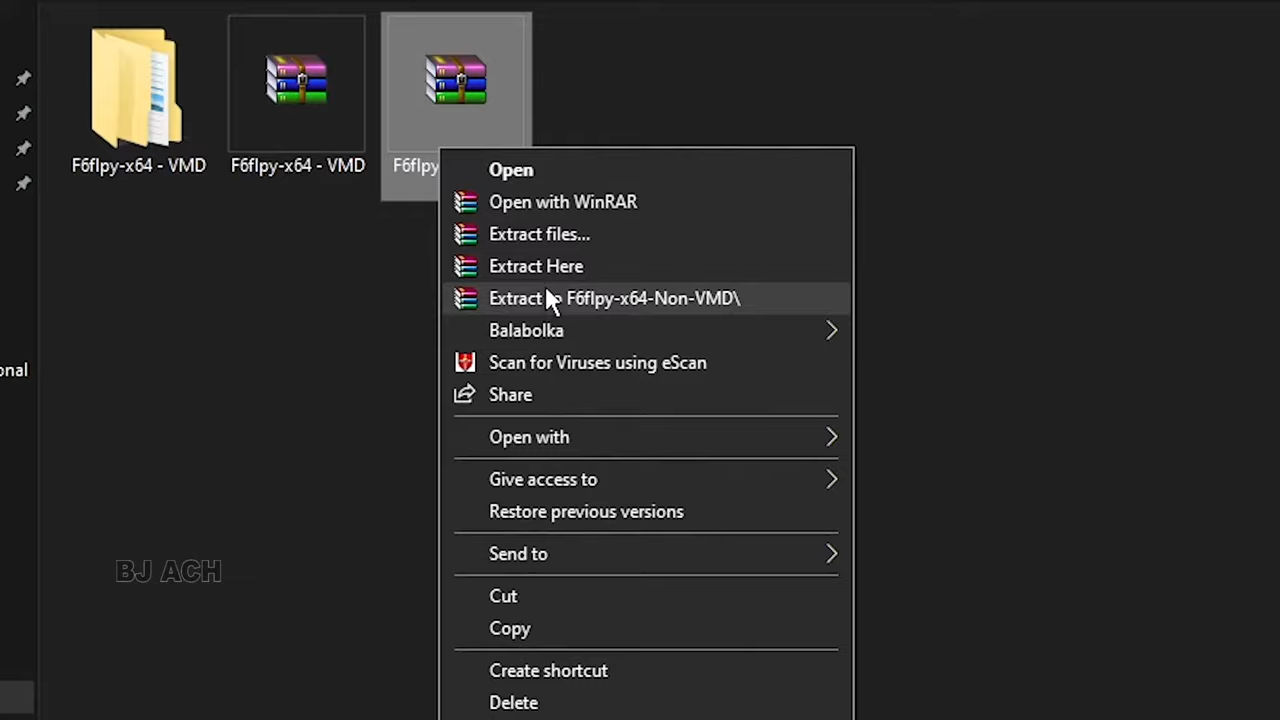 F6flpy-x64 - VMD
F6flpy-x64 - VMD
F6flpy
Open
Open with WinRAR
Extract files...
Extract Here
Extract F6flpy-x64-Non-VMD\
Balabolka
Scan for Viruses using eScan
Share
onal
Open with
Give access to
Restore previous versions
Send to
BJ ACH
Cut
Copy
Create shortcut
Delete